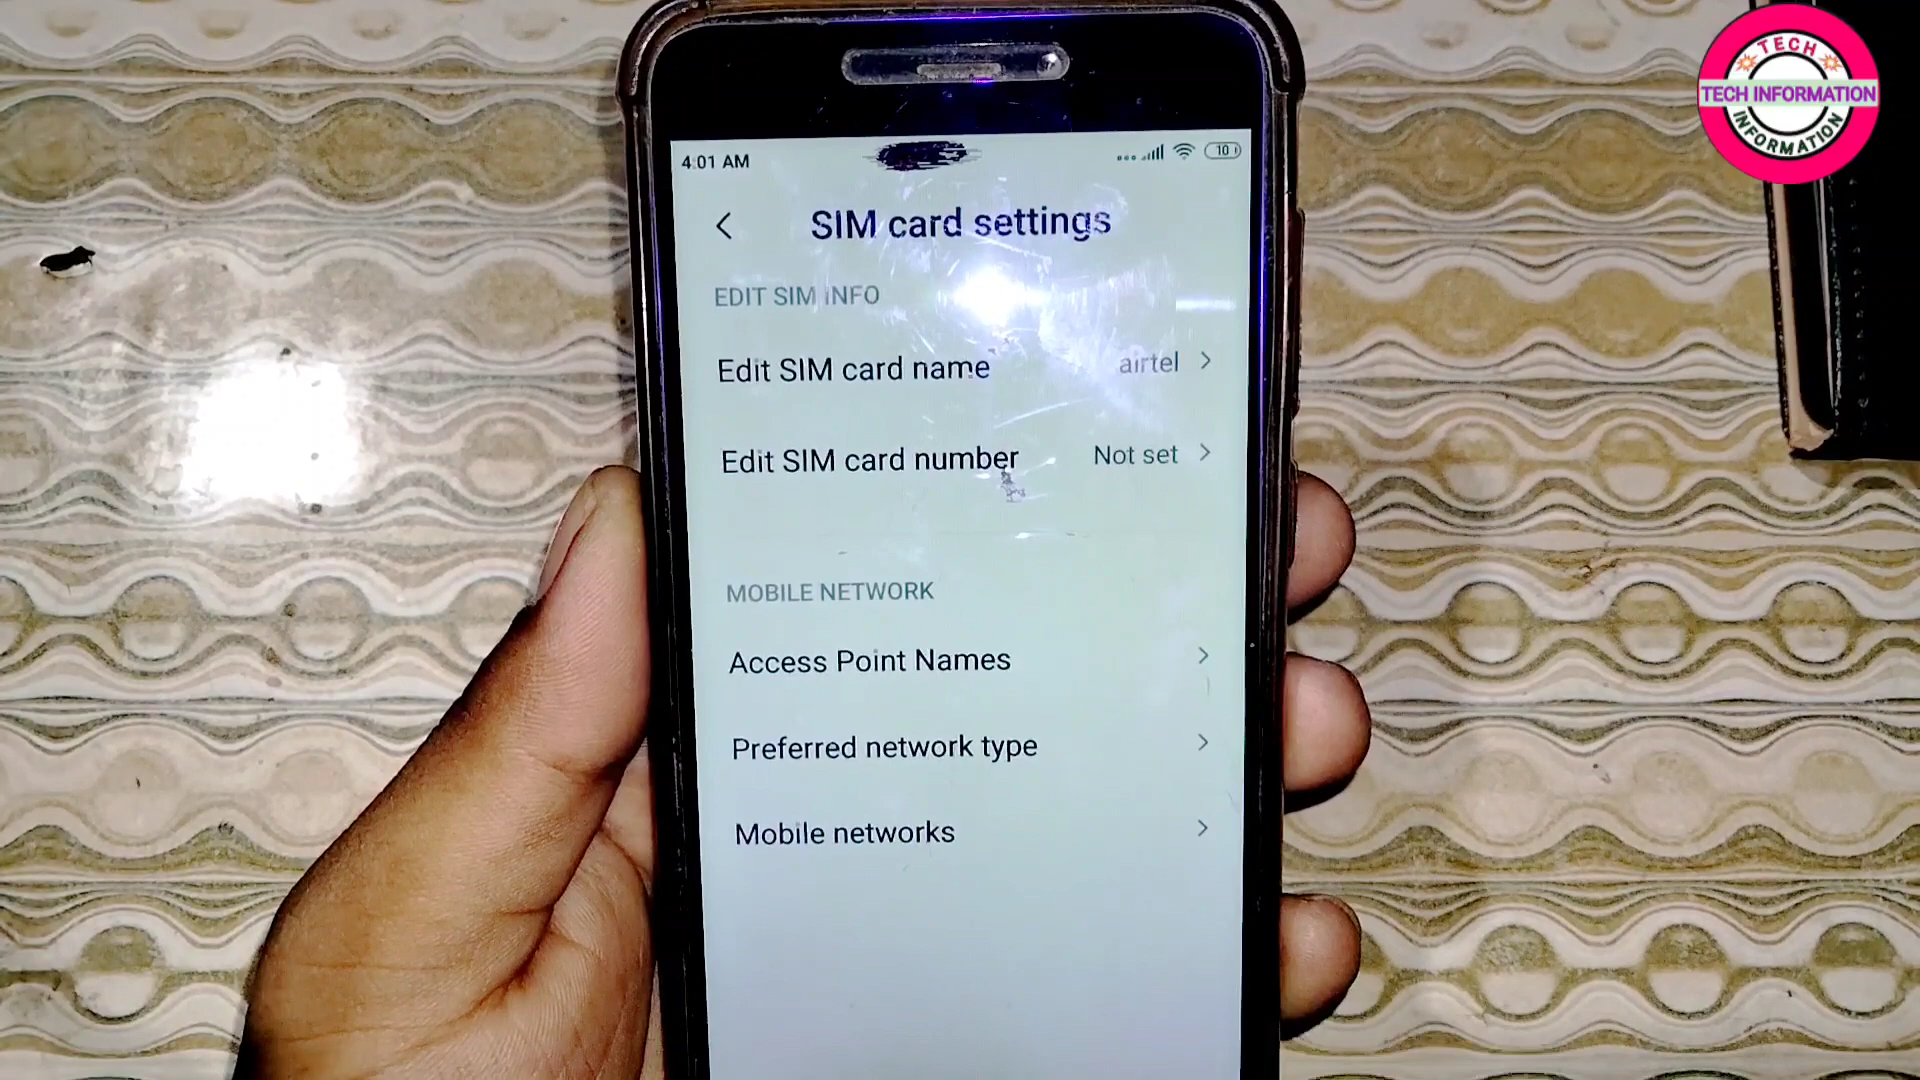 TECH
TECH INFORMATION
INFORMATION
4:01 AM
10
SIM card settings
EDIT SIM INFO
Edit SIM card name airtel
Edit SIM card number Not set
MOBILE NETWORK
Access Point Names
Preferred network type
Mobile networks